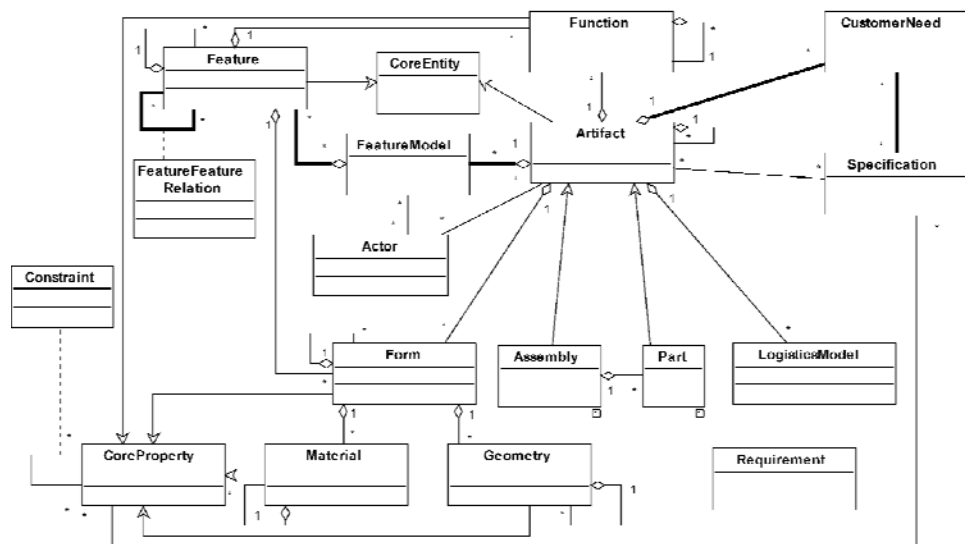 Function
CustomerNeed
Feature
CoreEntity
Artifact
FeatureModel
Specification
FeatureFeature
Relation
Actor
Constraint
Form
Assembly
Part
LogisticsModel
CoreProperty
Material
Geometry
Requirement